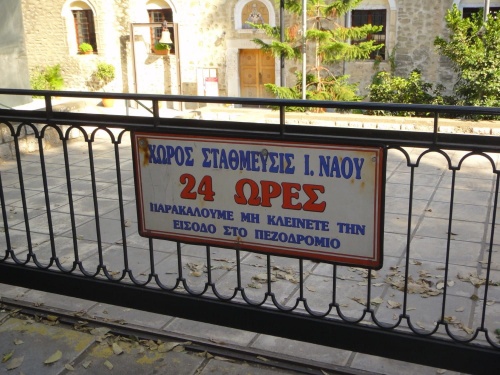 ΧΩΡΟΣ ΣΤΑΘΜΕΥΣΙΣ Ι. ΝΑΟΥ
24 ΩΡΕΣ
ΠΑΡΑΚΑΛΟΥΜΕ ΜΗ ΚΛΕΙΝΕΤΕ ΤΗΝ
ΕΙΣΟΔΟ ΣΤΟ ΠΕΖΟΔΡΟΜΙΟ